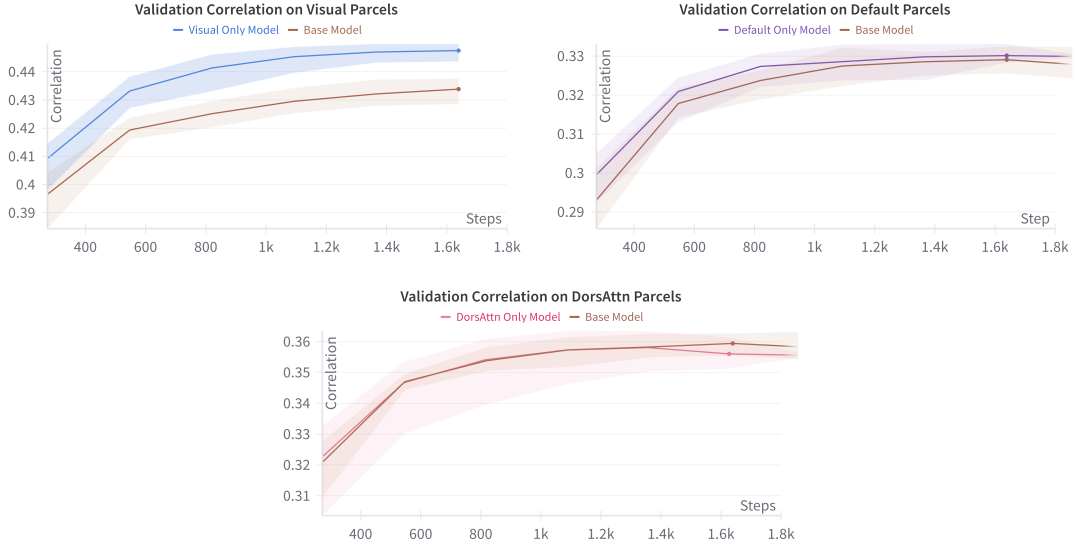 Validation Correlation on Visual Parcels
Visual Only Model Base Model
Correlation
0.44
0.43
0.42
0.41
0.4
0.39
Steps
400 600 800 1k 1.2k 1.4k 1.6k 1.8k
Validation Correlation on Default Parcels
Default Only Model Base Model
Correlation
0.33
0.32
0.31
0.3
0.29
Step
400 600 800 1k 1.2k 1.4k 1.6k 1.8k
Validation Correlation on DorsAttn Parcels
DorsAttn Only Model Base Model
Correlation
0.36
0.35
0.34
0.33
0.32
0.31
Steps
400 600 800 1k 1.2k 1.4k 1.6k 1.8k